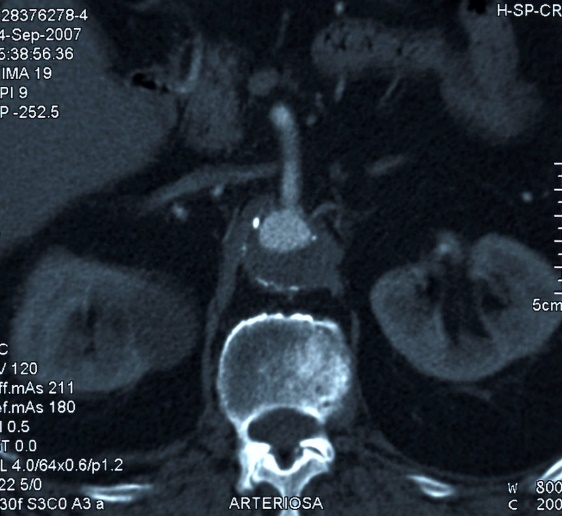 28376278-4
4-Sep-2007
5:38:56.36
IMA 19
PI 9
P -252.5
H-SP-CR
5cm
C
V 120
ff.mAs 211
ef.mAs 180
I 0.5
T 0.0
L 4.0/64x0.6/p1.2
22 5/0
30f S3C0 A3 a
ARTERIOSA
W 800
C 200